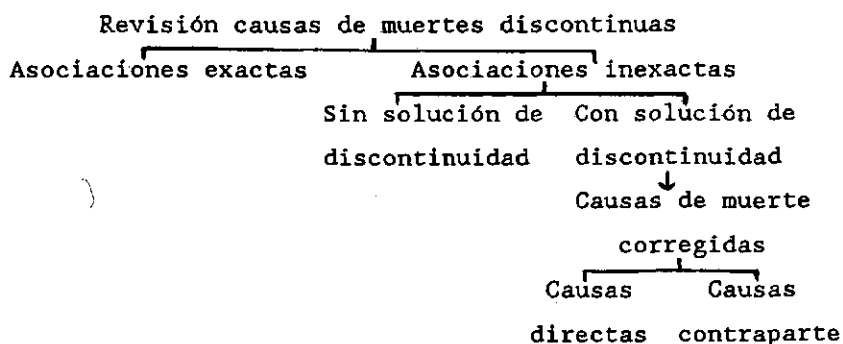 Revisión causas de muertes discontinuas
Asociaciones exactas Asociaciones inexactas
Sin solución de Con solución de
discontinuidad discontinuidad
Causas de muerte
corregidas
Causas Causas
directas contraparte